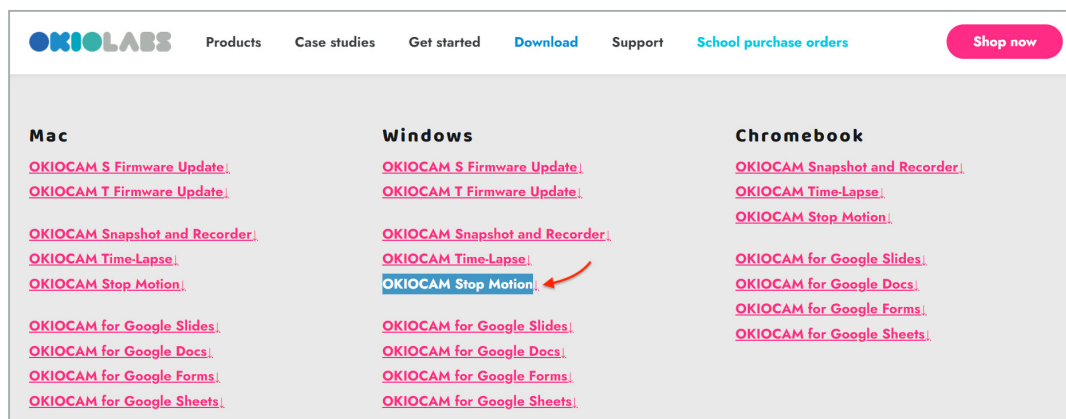 OKIOLABS Products Case studies Get started Download Support School purchase orders Shop now
Mac
OKIOCAM S Firmware Update↓
OKIOCAM T Firmware Update↓
OKIOCAM Snapshot and Recorder↓
OKIOCAM Time-Lapse↓
OKIOCAM Stop Motion↓
OKIOCAM for Google Slides↓
OKIOCAM for Google Docs↓
OKIOCAM for Google Forms↓
OKIOCAM for Google Sheets↓
Windows
OKIOCAM S Firmware Update↓
OKIOCAM T Firmware Update↓
OKIOCAM Snapshot and Recorder↓
OKIOCAM Time-Lapse↓
OKIOCAM Stop Motion↓
OKIOCAM for Google Slides↓
OKIOCAM for Google Docs↓
OKIOCAM for Google Forms↓
OKIOCAM for Google Sheets↓
Chromebook
OKIOCAM Snapshot and Recorder↓
OKIOCAM Time-Lapse↓
OKIOCAM Stop Motion↓
OKIOCAM for Google Slides↓
OKIOCAM for Google Docs↓
OKIOCAM for Google Forms↓
OKIOCAM for Google Sheets↓